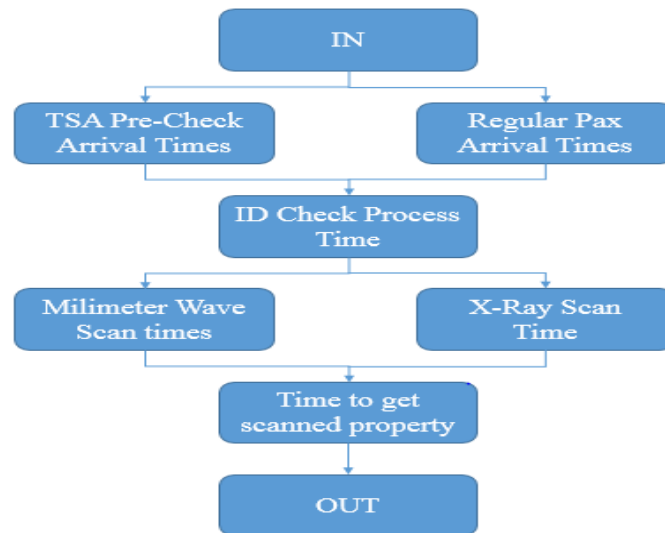 IN
TSA Pre-Check
Arrival Times
Regular Pax
Arrival Times
ID Check Process
Time
Milimeter Wave
Scan times
X-Ray Scan
Time
Time to get
scanned property
OUT